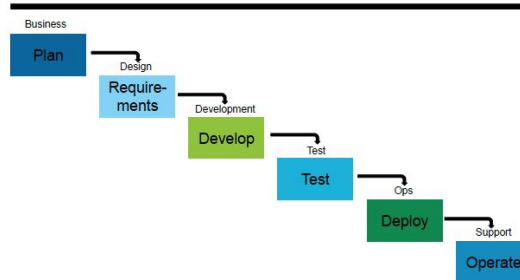 Business
Plan
Design
Require-
ments
Development
Develop
Test
Test
Ops
Deploy
Support
Operate